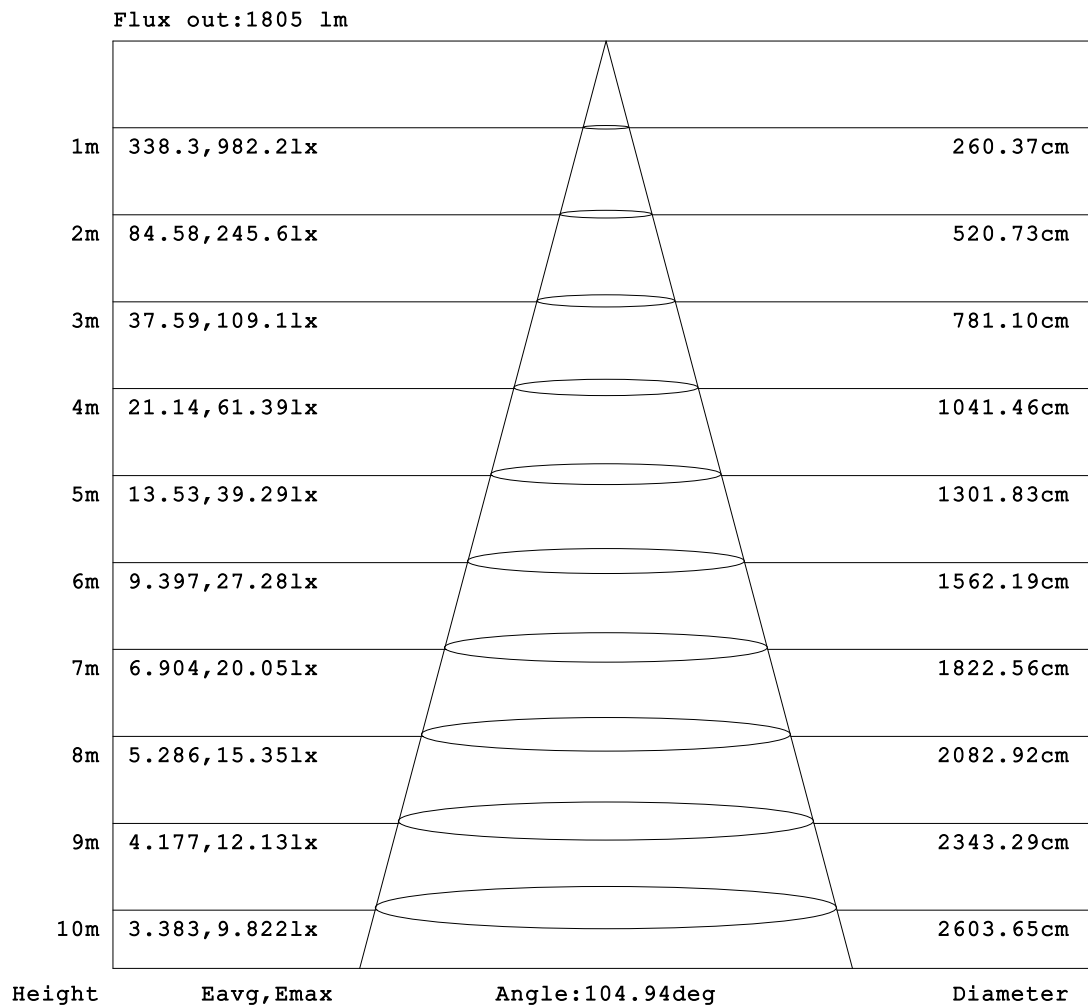 Flux out:1805 lm
1m 338.3,982.2lx 260.37cm
2m 84.58,245.6lx 520.73cm
3m 37.59,109.1lx 781.10cm
4m 21.14,61.39lx 1041.46cm
5m 13.53,39.29lx 1301.83cm
6m 9.397,27.28lx 1562.19cm
7m 6.904,20.05lx 1822.56cm
8m 5.286,15.35lx 2082.92cm
9m 4.177,12.13lx 2343.29cm
10m 3.383,9.822lx 2603.65cm
Height Eavg,Emax Angle:104.94deg Diameter